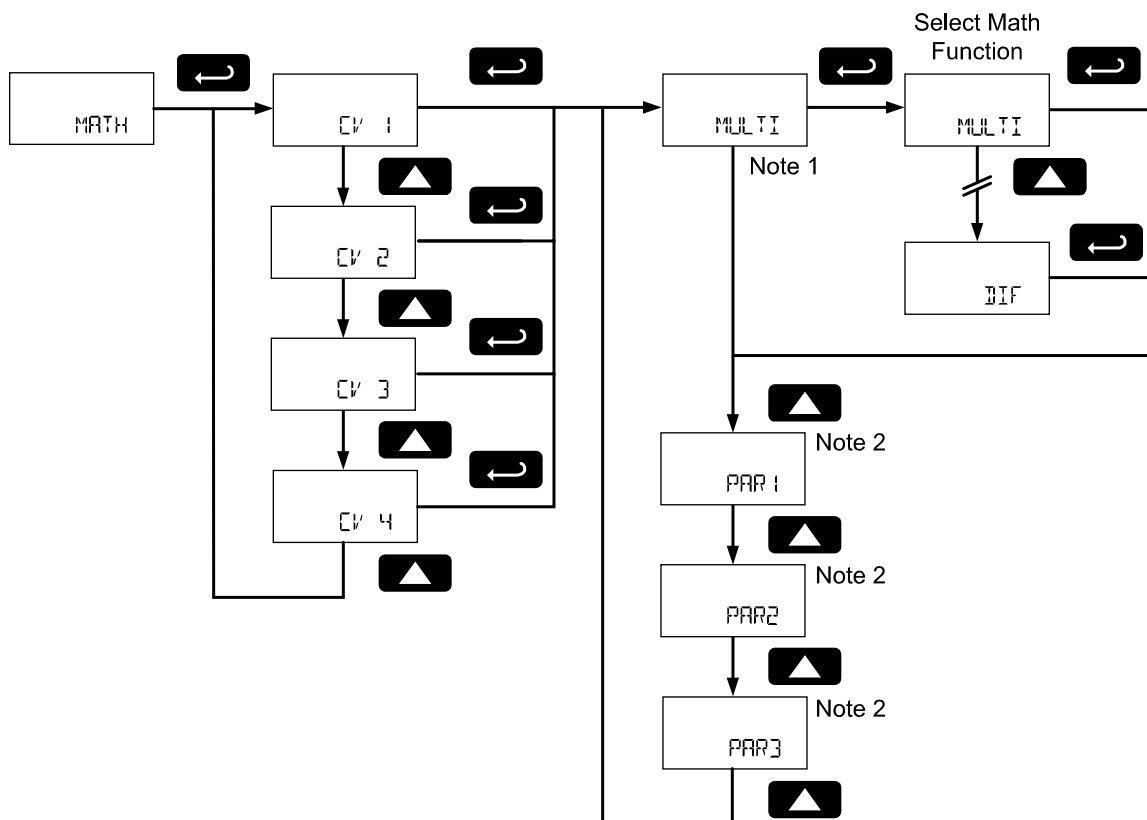 Select Math
Function
MATH
CV 1
MULTI
MULTI
Note 1
CV 2
DIF
CV 3
Note 2
PAR1
CV 4
Note 2
PAR2
Note 2
PAR3